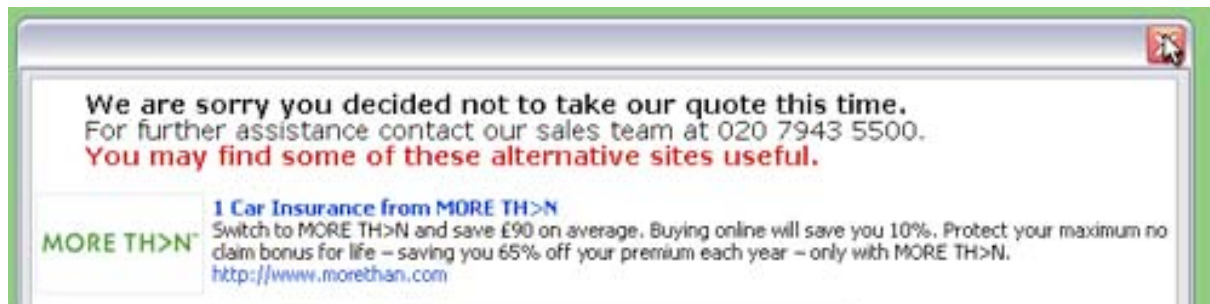 We are sorry you decided not to take our quote this time.
For further assistance contact our sales team at 020 7943 5500.
You may find some of these alternative sites useful.
1 Car Insurance from MORE TH>N
MORE TH>N
Switch to MORE TH>N and save £90 on average. Buying online will save you 10%. Protect your maximum no
claim bonus for life – saving you 65% off your premium each year – only with MORE TH>N.
http://www.morethan.com